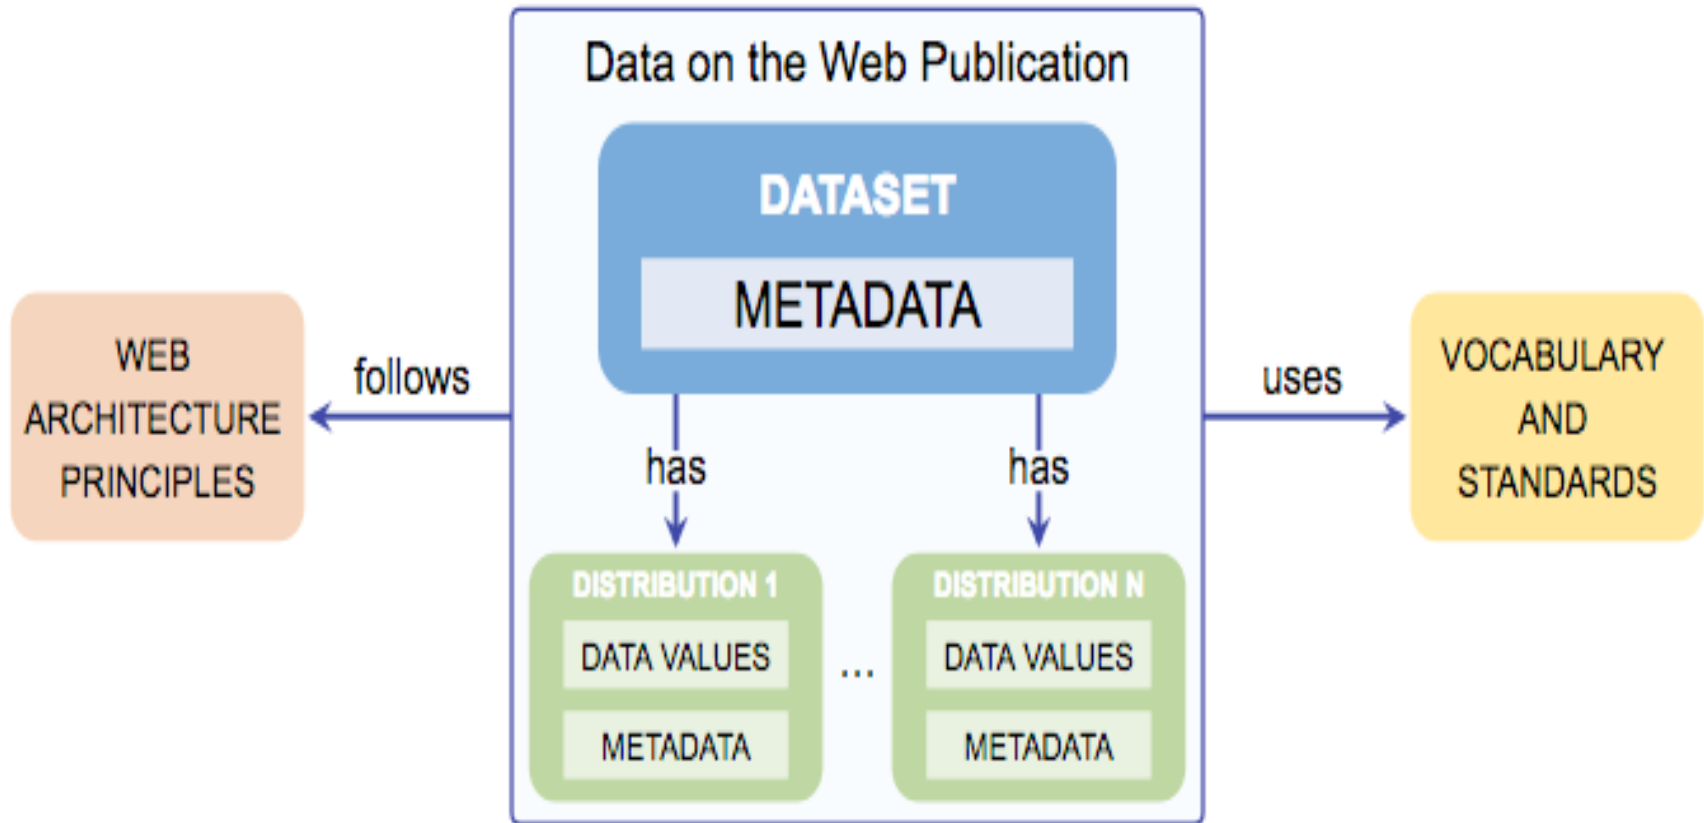 Data on the Web Publication
DATASET
METADATA
WEB
ARCHITECTURE
PRINCIPLES
follows
uses
VOCABULARY
AND
STANDARDS
has
has
DISTRIBUTION 1
DATA VALUES
METADATA
...
DISTRIBUTION N
DATA VALUES
METADATA